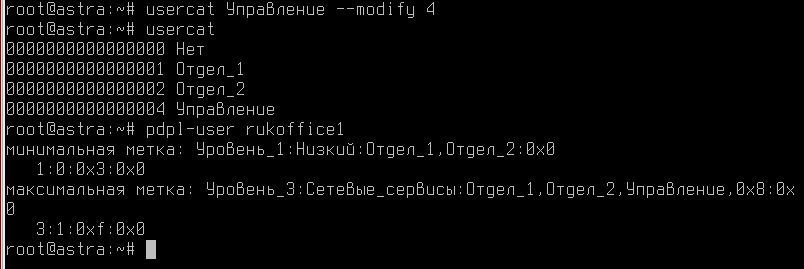 root@astra:~# usercat Управление --modify 4
root@astra:~# usercat
0000000000000000 Нет
0000000000000001 Отдел_1
0000000000000002 Отдел_2
0000000000000004 Управление
root@astra:~# pdpl-user rukoffice1
минимальная метка: Уровень_1:Низкий:Отдел_1,Отдел_2:0x0
1:0:0x3:0x0
максимальная метка: Уровень_3:Сетевые_сервисы:Отдел_1,Отдел_2,Управление,0x8:0x
0
3:1:0xf:0x0
root@astra:~#